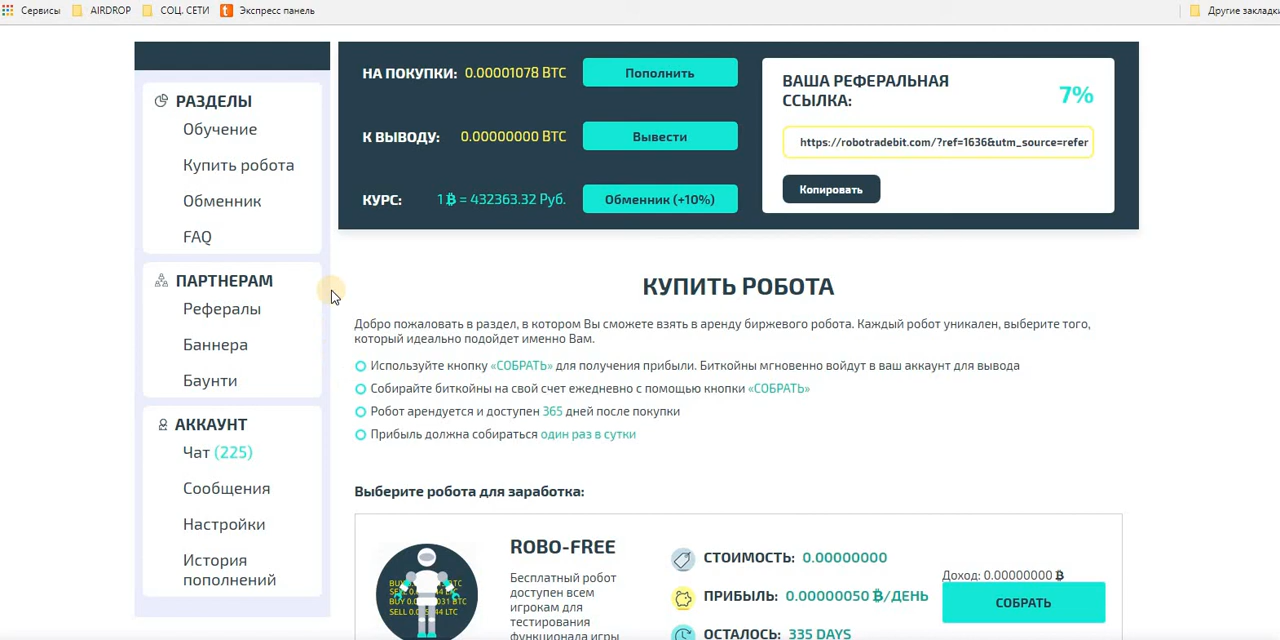 Сервисы AIRDROP СОЦ. СЕТИ Экспресс панель Другие закладки
РАЗДЕЛЫ
Обучение
Купить робота
Обменник
FAQ
ПАРТНЕРАМ
Рефералы
Баннера
Баунти
АККАУНТ
Чат (225)
Сообщения
Настройки
История
пополнений
НА ПОКУПКИ: 0.00001078 BTC Пополнить
К ВЫВОДУ: 0.00000000 BTC Вывести
КУРС: 1 ₿ = 432363.32 Руб. Обменник (+10%)
ВАША РЕФЕРАЛЬНАЯ
ССЫЛКА:
7%
https://robotradebit.com/?ref=1636&utm_source=refer
Копировать
КУПИТЬ РОБОТА
Добро пожаловать в раздел, в котором Вы сможете взять в аренду биржевого робота. Каждый робот уникален, выберите того,
который идеально подойдет именно Вам.
Используйте кнопку «СОБРАТЬ» для получения прибыли. Биткойны мгновенно войдут в ваш аккаунт для вывода
Собирайте биткойны на свой счет ежедневно с помощью кнопки «СОБРАТЬ»
Робот арендуется и доступен 365 дней после покупки
Прибыль должна собираться один раз в сутки
Выберите робота для заработка:
ROBO-FREE
Бесплатный робот
доступен всем
игрокам для
тестирования
функционала игры
СТОИМОСТЬ: 0.00000000
ПРИБЫЛЬ: 0.00000050 ₿/ДЕНЬ
ОСТАЛОСЬ: 335 DAYS
Доход: 0.00000000 ₿
СОБРАТЬ